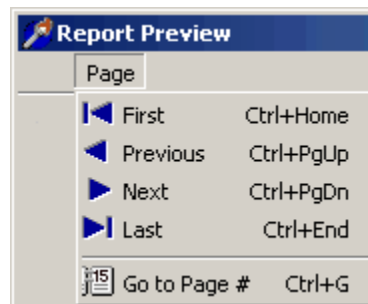 Report Preview
Page
First Ctrl+Home
Previous Ctrl+PgUp
Next Ctrl+PgDn
Last Ctrl+End
15 Go to Page # Ctrl+G